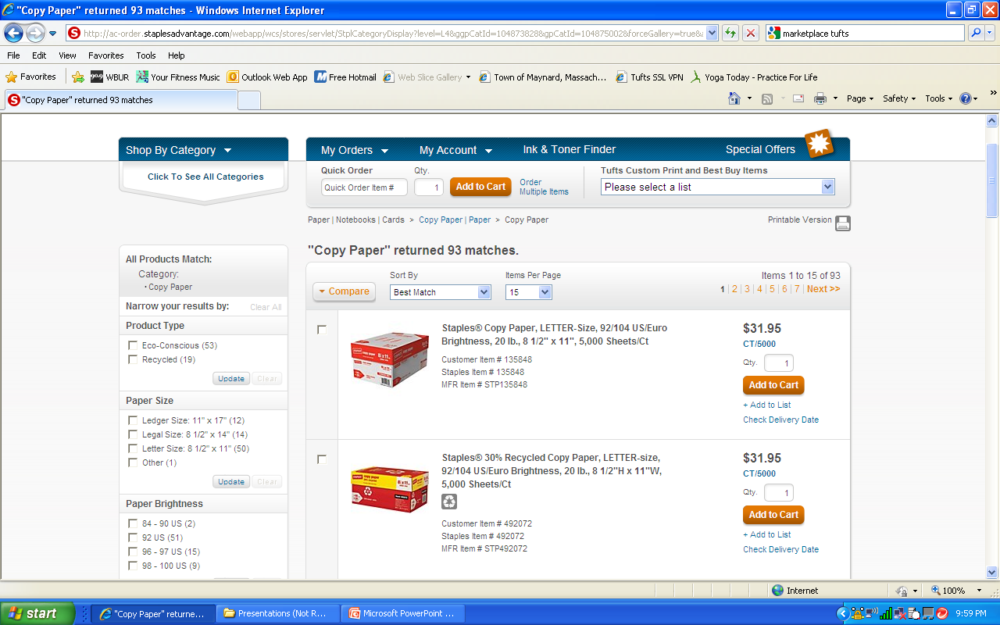 "Copy Paper" returned 93 matches - Windows Internet Explorer
http://ac-order.staplesadvantage.com/webapp/wcs/stores/servlet/StplCategoryDisplay?level=L4&ggpCatId=104873828&gpCatId=104875002&forceGallery=true&
marketplace tufts
File Edit View Favorites Tools Help
Favorites WBUR Your Fitness Music Outlook Web App Free Hotmail Web Slice Gallery Town of Maynard, Massach... Tufts SSL VPN Yoga Today - Practice For Life
"Copy Paper" returned 93 matches
Page Safety Tools
Shop By Category
My Orders My Account Ink & Toner Finder Special Offers
Click To See All Categories
Quick Order Qty. Tufts Custom Print and Best Buy Items
Quick Order Item # 1 Add to Cart Order Multiple Items Please select a list
Paper | Notebooks | Cards > Copy Paper | Paper > Copy Paper
Printable Version
"Copy Paper" returned 93 matches.
All Products Match:
Category:
• Copy Paper
Narrow your results by: Clear All
Product Type
Eco-Conscious (53)
Recycled (19)
Update Clear
Paper Size
Ledger Size: 11" x 17" (12)
Legal Size: 8 1/2" x 14" (14)
Letter Size: 8 1/2" x 11" (50)
Other (1)
Update Clear
Paper Brightness
84 - 90 US (2)
92 US (51)
96 - 97 US (15)
98 - 100 US (9)
Compare
Sort By
Best Match
Items Per Page
15
Items 1 to 15 of 93
1 | 2 | 3 | 4 | 5 | 6 | 7 | Next >>
Staples® Copy Paper, LETTER-Size, 92/104 US/Euro
Brightness, 20 lb., 8 1/2" x 11", 5,000 Sheets/Ct
Customer Item # 135848
Staples Item # 135848
MFR Item # STP135848
$31.95
CT/5000
Qty. 1
Add to Cart
+ Add to List
Check Delivery Date
Staples® 30% Recycled Copy Paper, LETTER-size,
92/104 US/Euro Brightness, 20 lb., 8 1/2"H x 11"W,
5,000 Sheets/Ct
Customer Item # 492072
Staples Item # 492072
MFR Item # STP492072
$31.95
CT/5000
Qty. 1
Add to Cart
+ Add to List
Check Delivery Date
Internet 100%
start "Copy Paper" returne... Presentations (Not R... Microsoft PowerPoint ... 9:59 PM